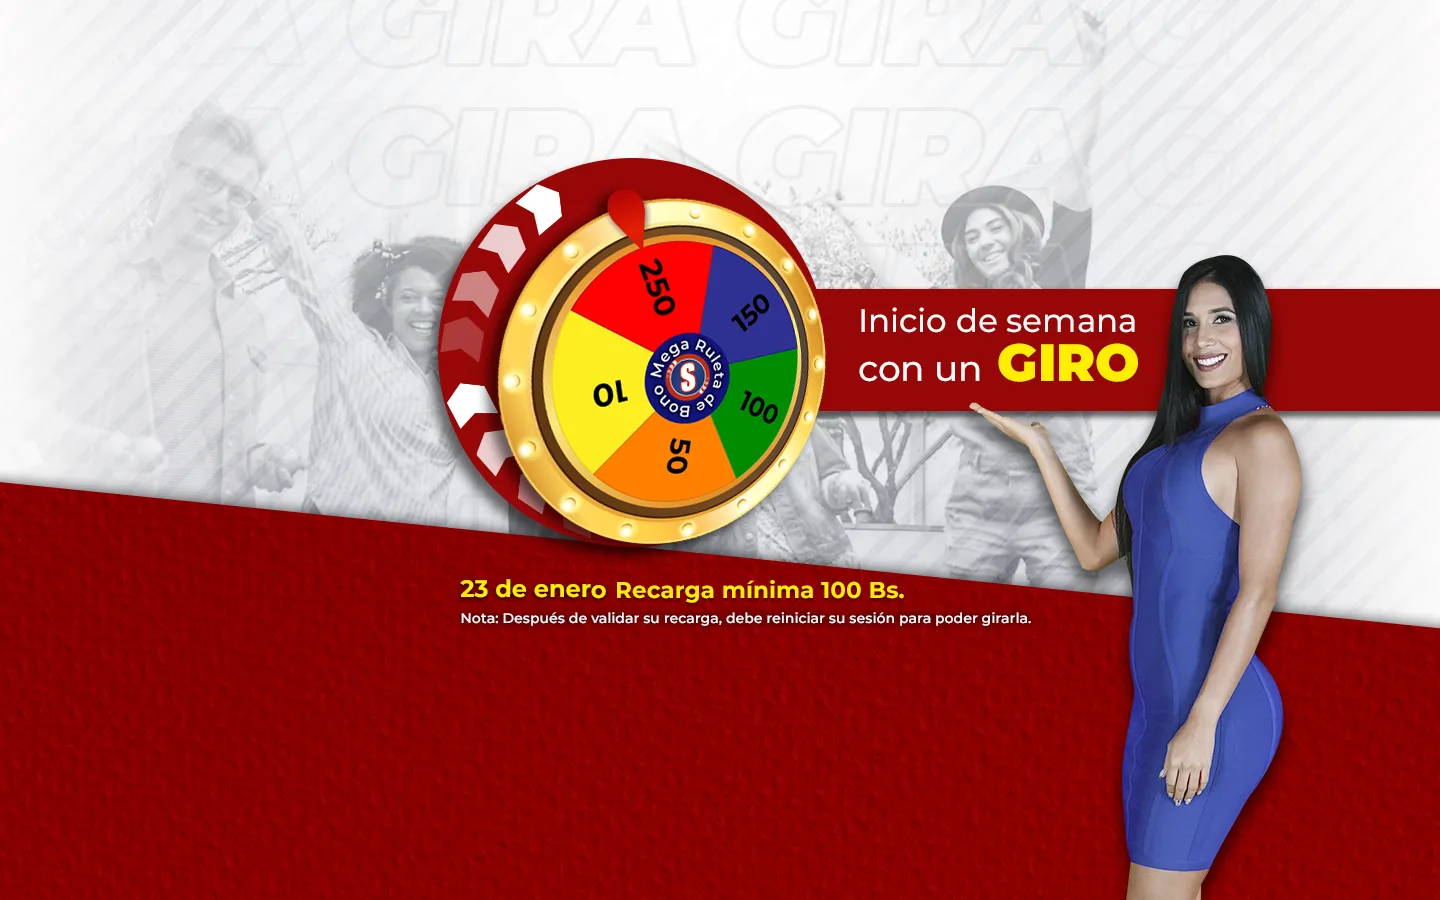 GIRA GIRA G
A GIRA GIRA G
250
150
100
50
10
Mega Ruleta de Bono
S
Inicio de semana
con un GIRO
23 de enero Recarga mínima 100 Bs.
Nota: Después de validar su recarga, debe reiniciar su sesión para poder girarla.